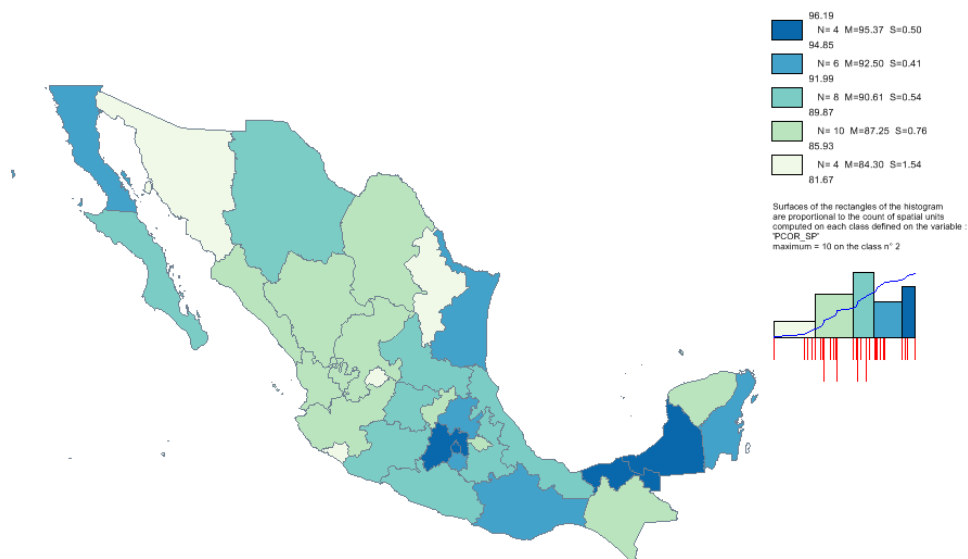 96.19
N= 4 M=95.37 S=0.50
94.85
N= 6 M=92.50 S=0.41
91.99
N= 8 M=90.61 S=0.54
89.87
N= 10 M=87.25 S=0.76
85.93
N= 4 M=84.30 S=1.54
81.67
Surfaces of the rectangles of the histogram
are proportional to the count of spatial units
computed on each class defined on the variable :
'PCOR_SP'
maximum = 10 on the class n° 2